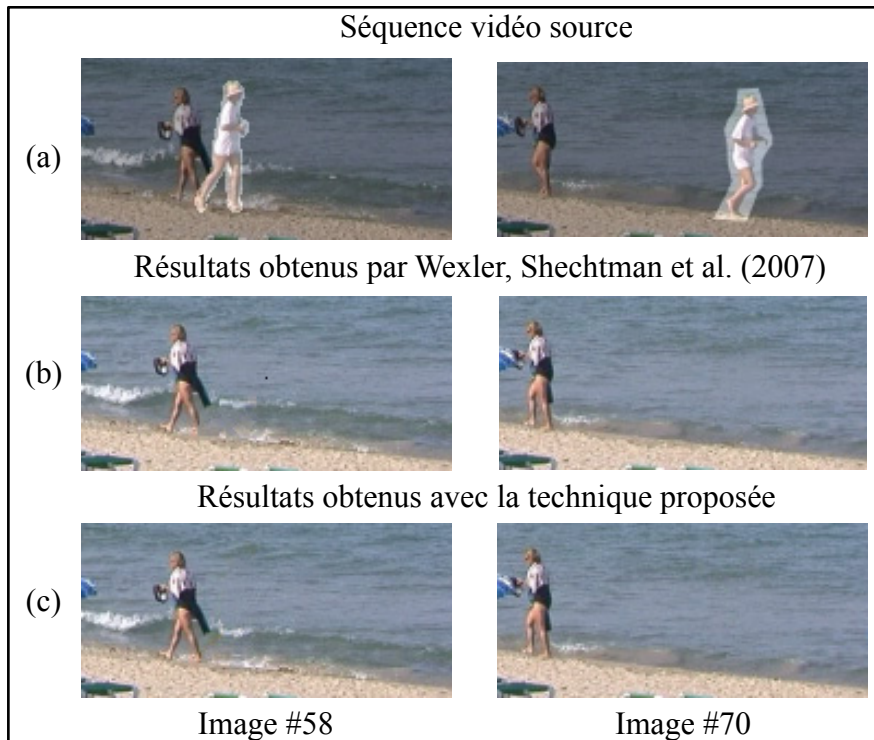 Séquence vidéo source
(a)
Résultats obtenus par Wexler, Shechtman et al. (2007)
(b)
Résultats obtenus avec la technique proposée
(c)
Image #58
Image #70